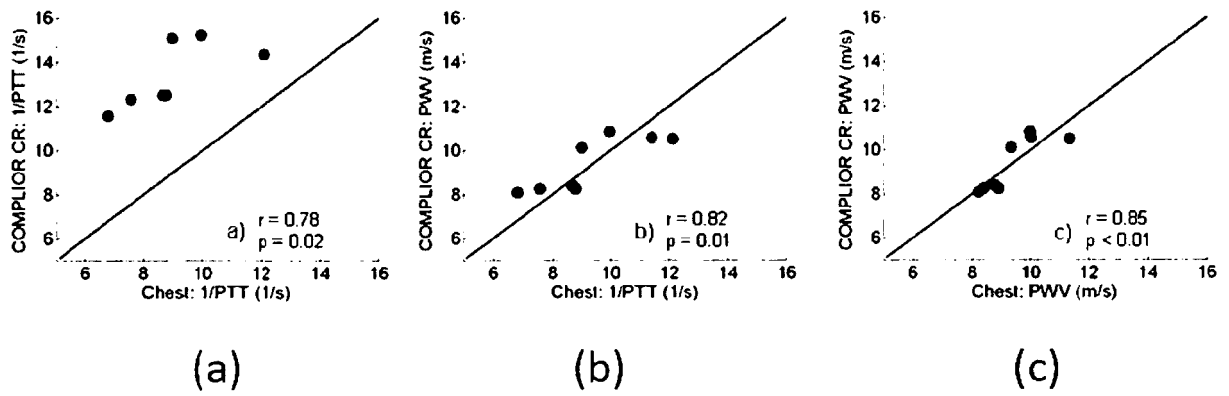 COMPLIOR CR: 1/PTT (1/s)
16
14
12
10
8
6
a)
r = 0.78
p = 0.02
6 8 10 12 14 16
Chest: 1/PTT (1/s)
(a)
COMPLIOR CR: PWV (m/s)
16
14
12
10
8
6
b)
r = 0.82
p = 0.01
6 8 10 12 14 16
Chest: 1/PTT (1/s)
(b)
COMPLIOR CR: PWV (m/s)
16
14
12
10
8
6
c)
r = 0.85
p < 0.01
6 8 10 12 14 16
Chest: PWV (m/s)
(c)